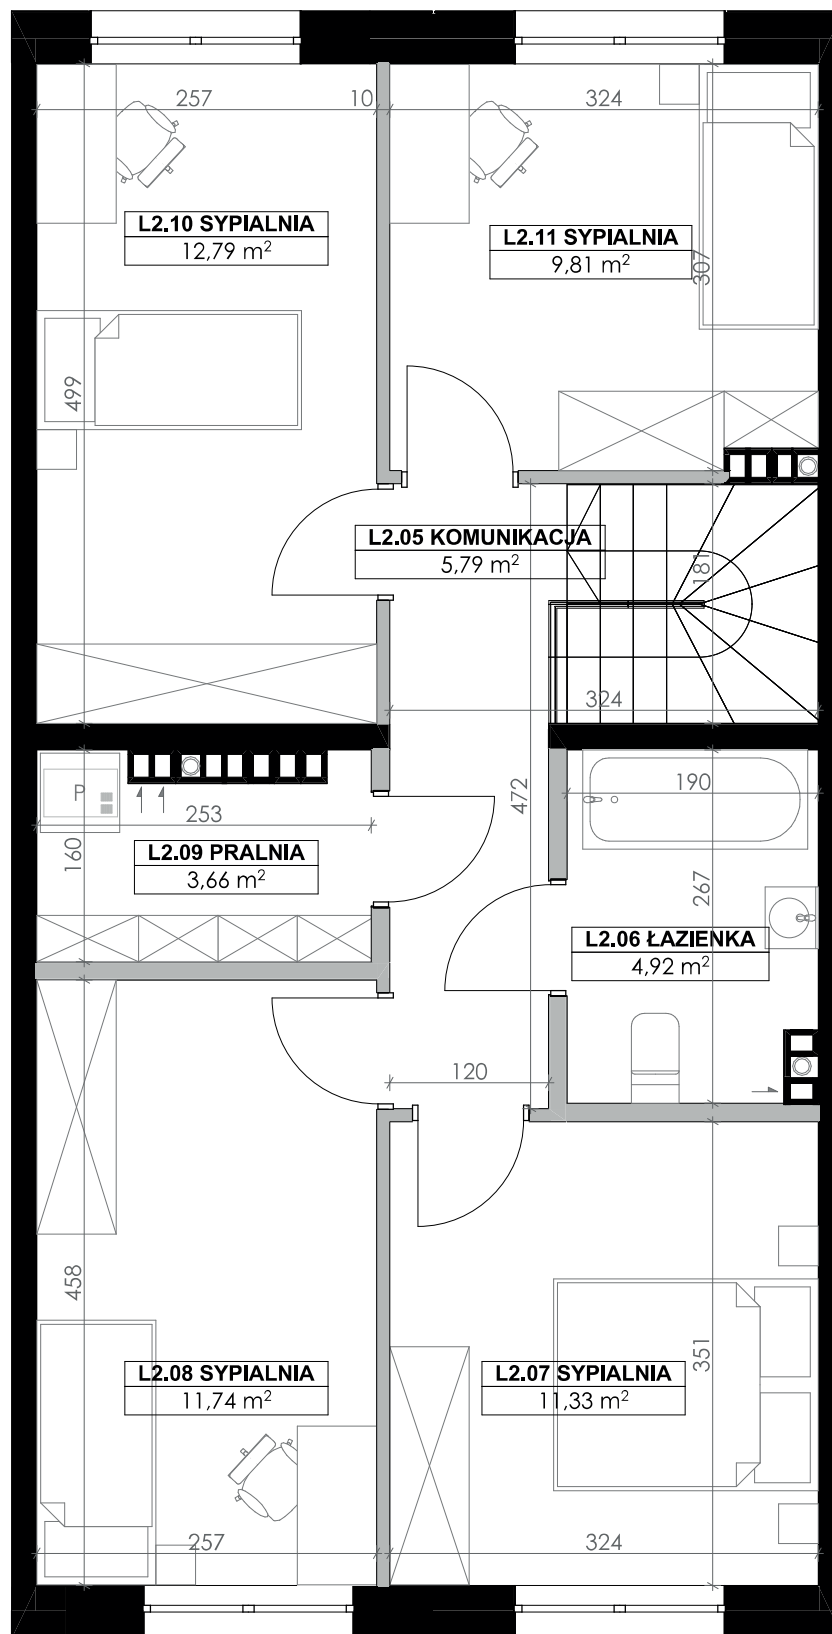 257
10
324
L2.10 SYPIALNIA
12,79 m²
L2.11 SYPIALNIA
9,81 m²
307
499
L2.05 KOMUNIKACJA
5,79 m²
181
324
472
190
P
253
160
L2.09 PRALNIA
3,66 m²
267
L2.06 ŁAZIENKA
4,92 m²
120
458
351
L2.08 SYPIALNIA
11,74 m²
L2.07 SYPIALNIA
11,33 m²
257
324